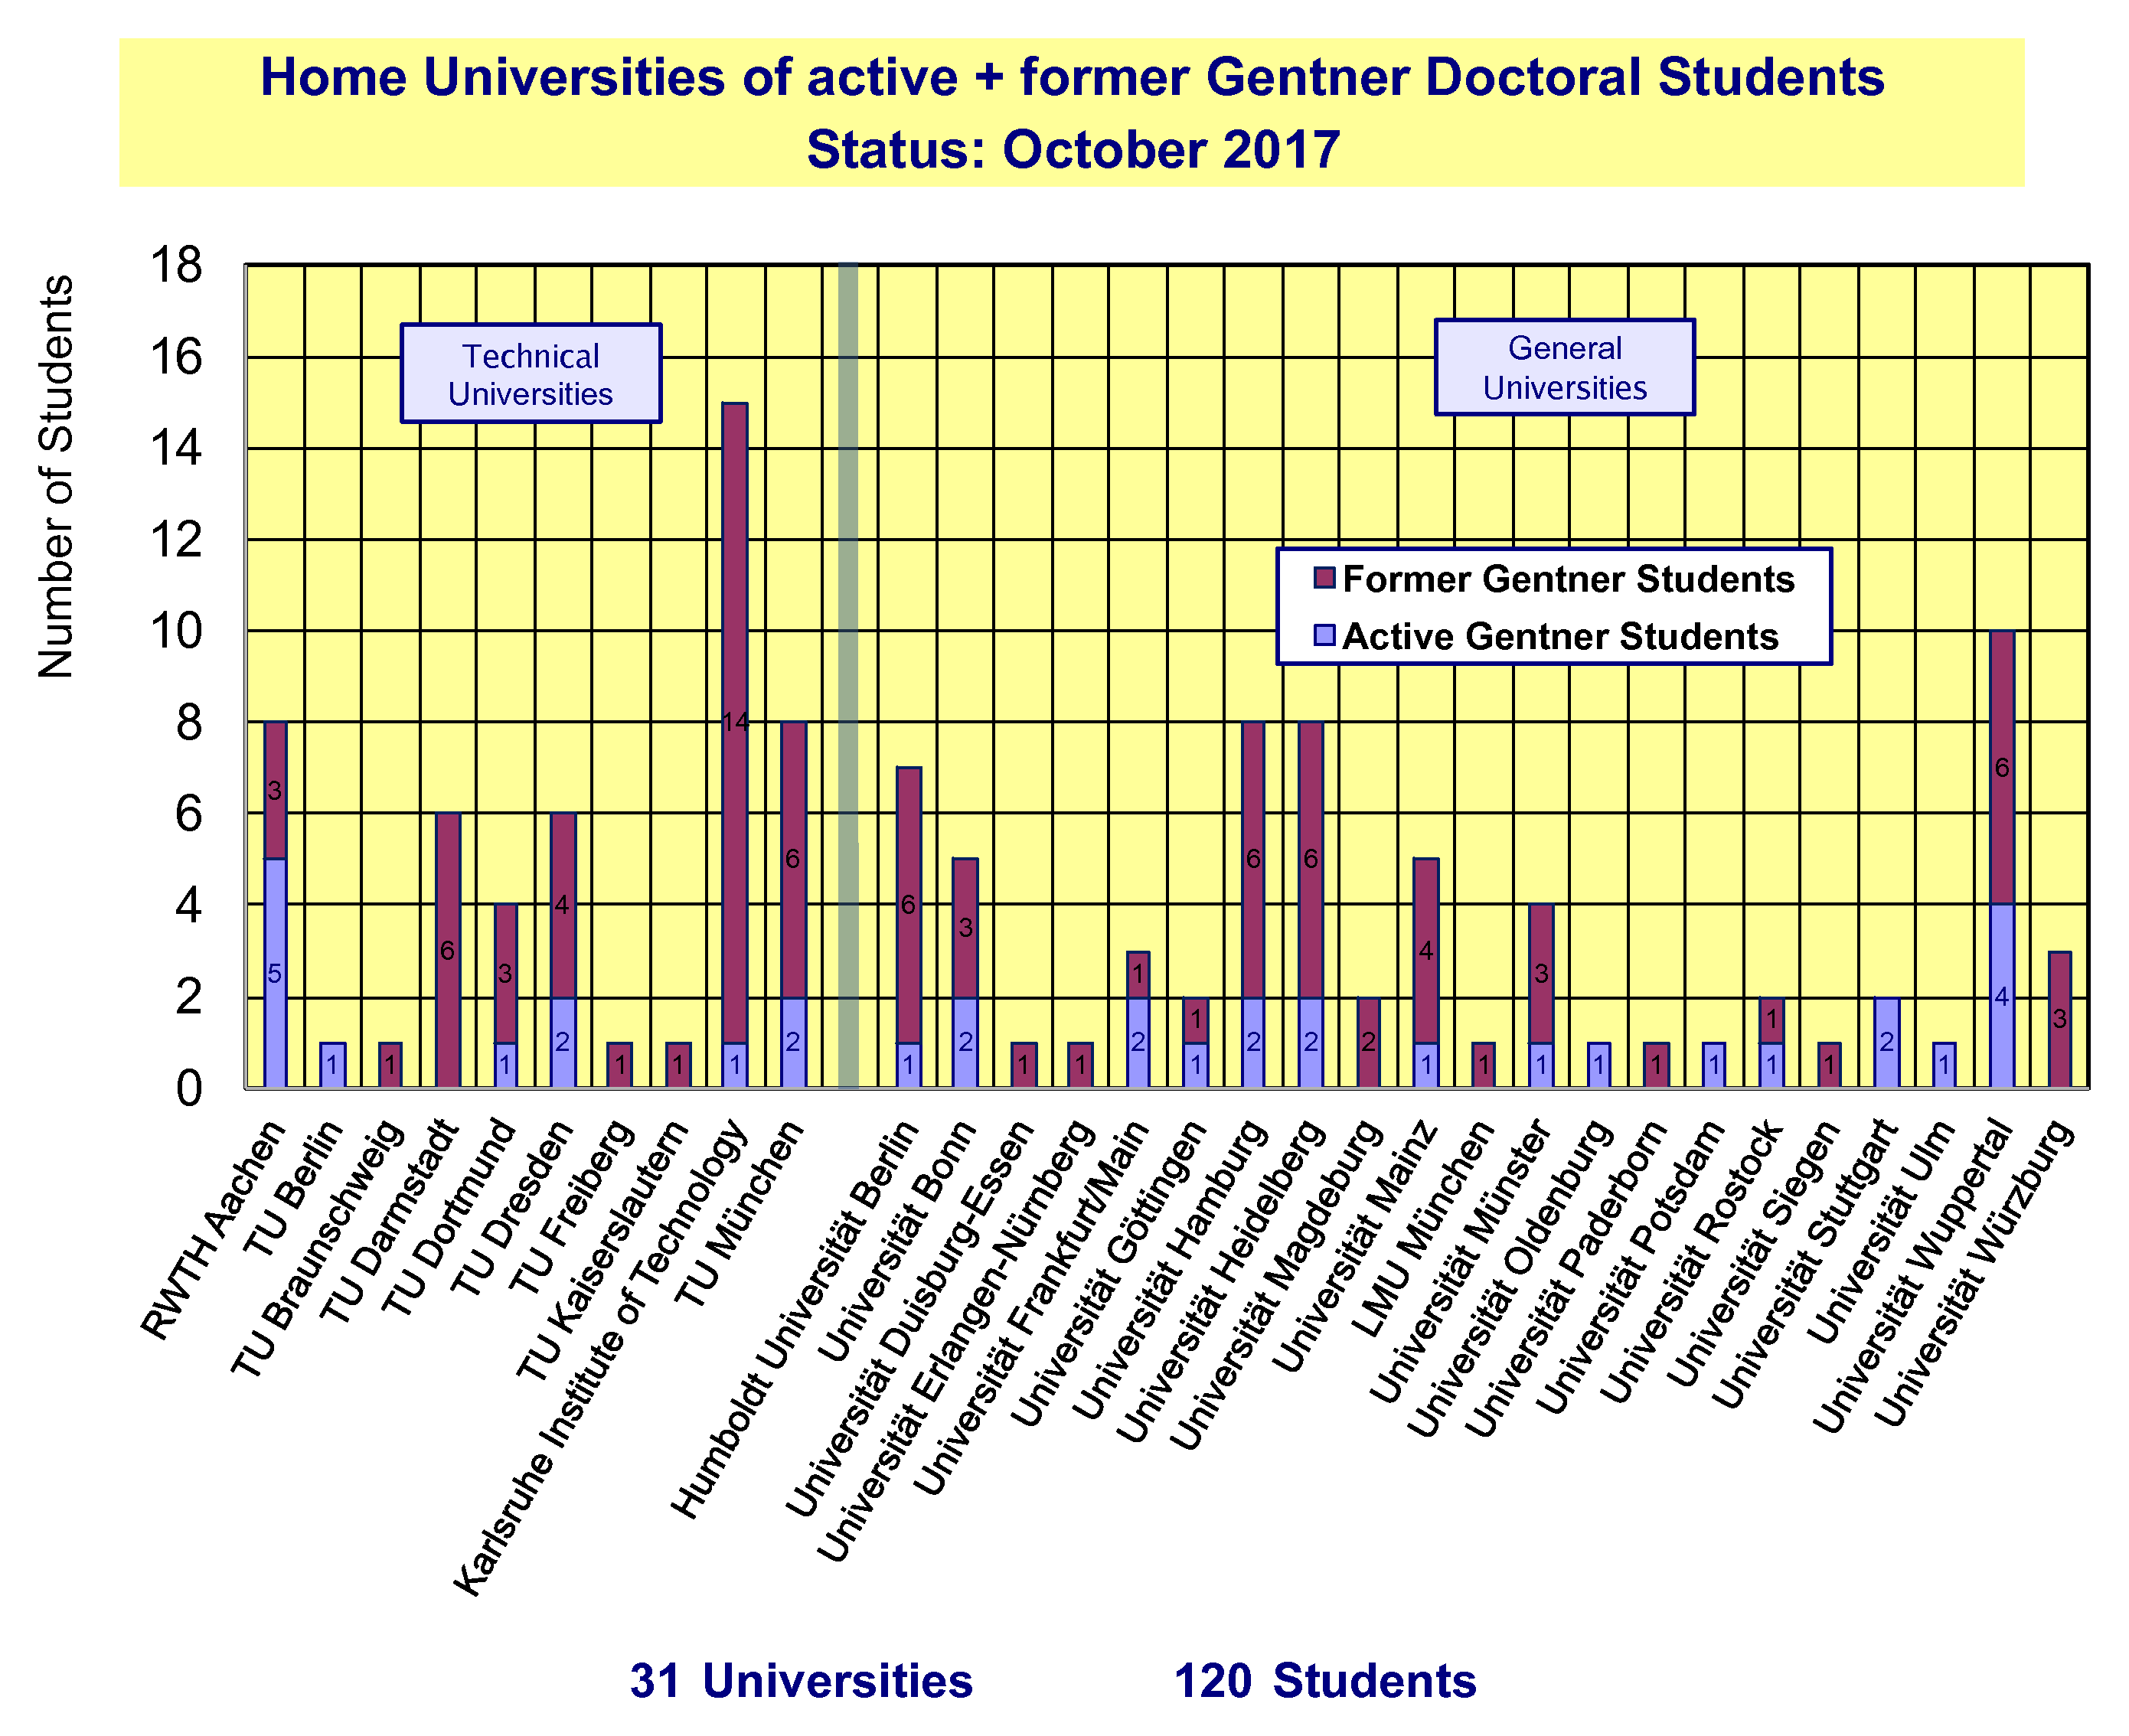 Home Universities of active + former Gentner Doctoral Students
Status: October 2017
Number of Students
18
16
14
12
10
8
6
4
2
0
Technical
Universities
General
Universities
Former Gentner Students
Active Gentner Students
3
5
1
1
6
3
1
4
2
1
1
14
1
6
2
6
1
3
2
1
1
1
2
1
1
6
2
6
2
2
4
1
1
3
1
1
1
1
1
1
1
2
1
6
4
3
RWTH Aachen
TU Berlin
TU Braunschweig
TU Darmstadt
TU Dortmund
TU Dresden
TU Freiberg
TU Kaiserslautern
Karlsruhe Institute of Technology
TU München
Humboldt Universität Berlin
Universität Bonn
Universität Duisburg-Essen
Universität Erlangen-Nürnberg
Universität Frankfurt/Main
Universität Göttingen
Universität Hamburg
Universität Heidelberg
Universität Magdeburg
Universität Mainz
LMU München
Universität Münster
Universität Oldenburg
Universität Paderborn
Universität Potsdam
Universität Rostock
Universität Siegen
Universität Stuttgart
Universität Ulm
Universität Wuppertal
Universität Würzburg
31 Universities
120 Students